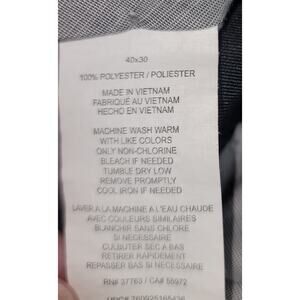 40x30
100% POLYESTER / POLIESTER
MADE IN VIETNAM
FABRIQUÉ AU VIETNAM
HECHO EN VIETNAM
MACHINE WASH WARM
WITH LIKE COLORS
ONLY NON-CHLORINE
BLEACH IF NEEDED
TUMBLE DRY LOW
REMOVE PROMPTLY
COOL IRON IF NEEDED
LAVER A LA MACHINE A L'EAU CHAUDE
AVEC COULEURS SIMILAIRES
BLANCHIR SANS CHLORE
SI NECESSAIRE
CULBUTER SEC A BAS
RETIRER RAPIDEMENT
REPASSER BAS SI NECESSAIRE
RN# 37763 / CA# 55972
UPC#